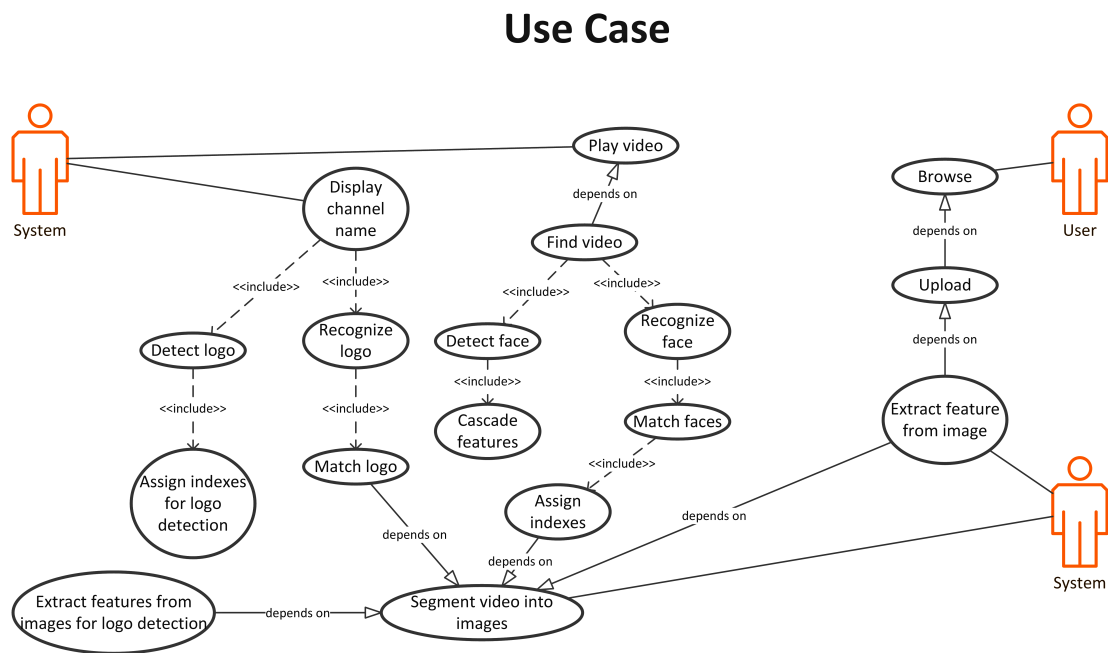 Use Case
Play video
Display
channel
name
Browse
depends on
System
User
depends on
Find video
<<include>>
<<include>>
<<include>>
<<include>>
Upload
Recognize
logo
Recognize
face
Detect logo
Detect face
depends on
<<include>>
<<include>>
<<include>>
<<include>>
Cascade
features
Match faces
Extract feature
from image
Match logo
<<include>>
Assign indexes
for logo
detection
Assign
indexes
depends on
depends on
depends on
System
Extract features from
images for logo detection
depends on
Segment video into
images